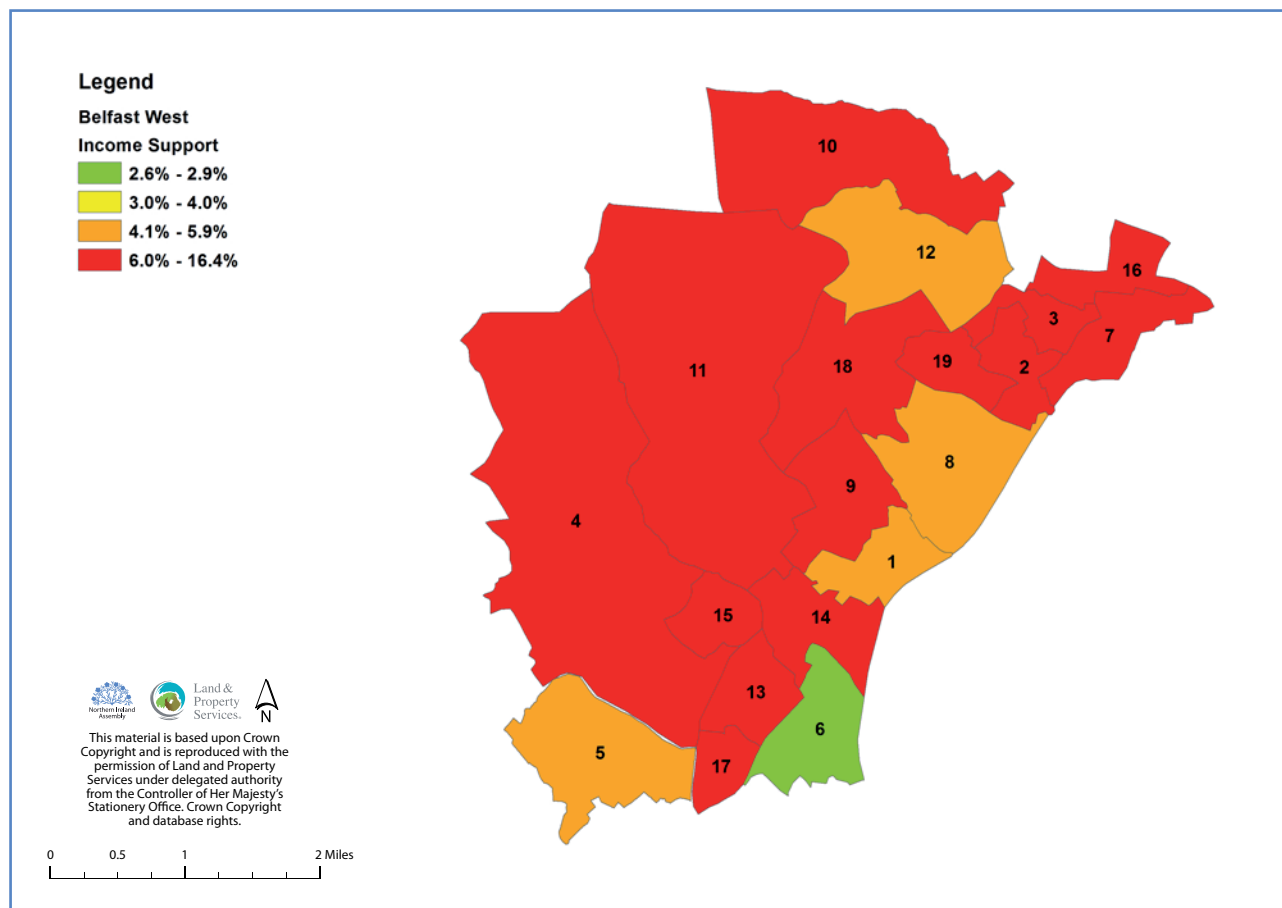 Legend
Belfast West
Income Support
2.6% - 2.9%
3.0% - 4.0%
4.1% - 5.9%
6.0% - 16.4%
10
12
16
3
7
11
18
19
2
8
9
4
1
15
14
13
6
5
17
Northern Ireland
Assembly
Land &
Property
Services.
N
This material is based upon Crown
Copyright and is reproduced with the
permission of Land and Property
Services under delegated authority
from the Controller of Her Majesty's
Stationery Office. Crown Copyright
and database rights.
0 0.5 1 2 Miles